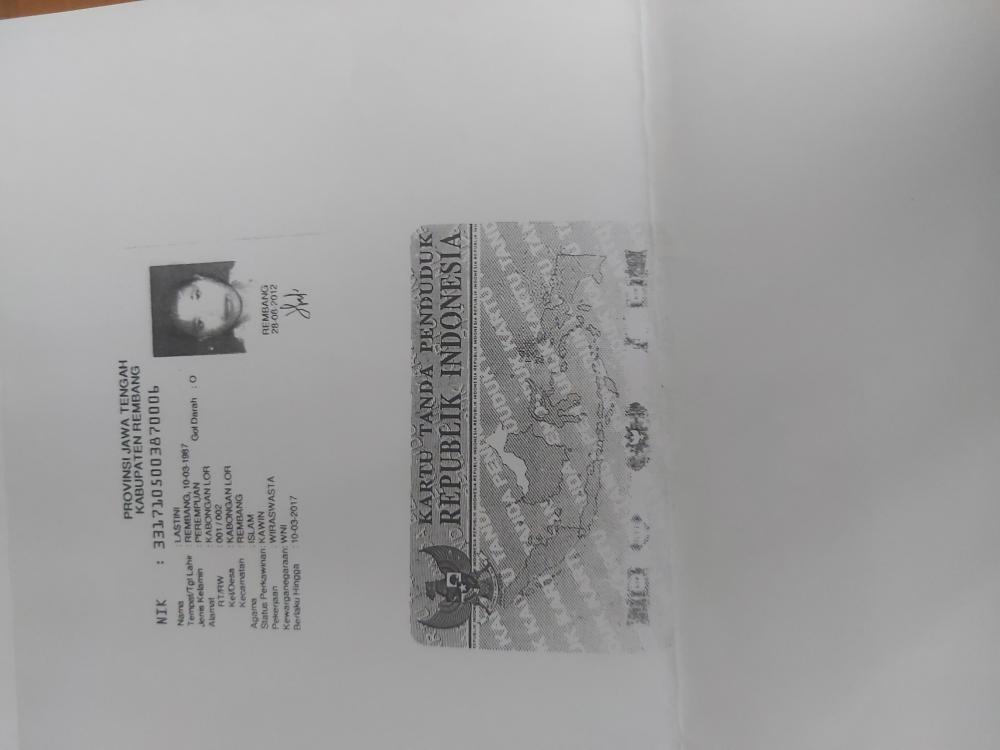 PROVINSI JAWA TENGAH
KABUPATEN REMBANG
NIK : 3317105003870006
Nama : LASTINI
Tempat/Tgl Lahir : REMBANG, 10-03-1987
Jenis Kelamin : PEREMPUAN Gol Darah : O
Alamat : KABONGAN LOR
RT/RW : 001 / 002
Kel/Desa : KABONGAN LOR
Kecamatan : REMBANG
Agama : ISLAM
Status Perkawinan: KAWIN
Pekerjaan : WIRASWASTA
Kewarganegaraan: WNI
Berlaku Hingga : 10-03-2017
REMBANG
28-06-2012
KARTU TANDA PENDUDUK
REPUBLIK INDONESIA